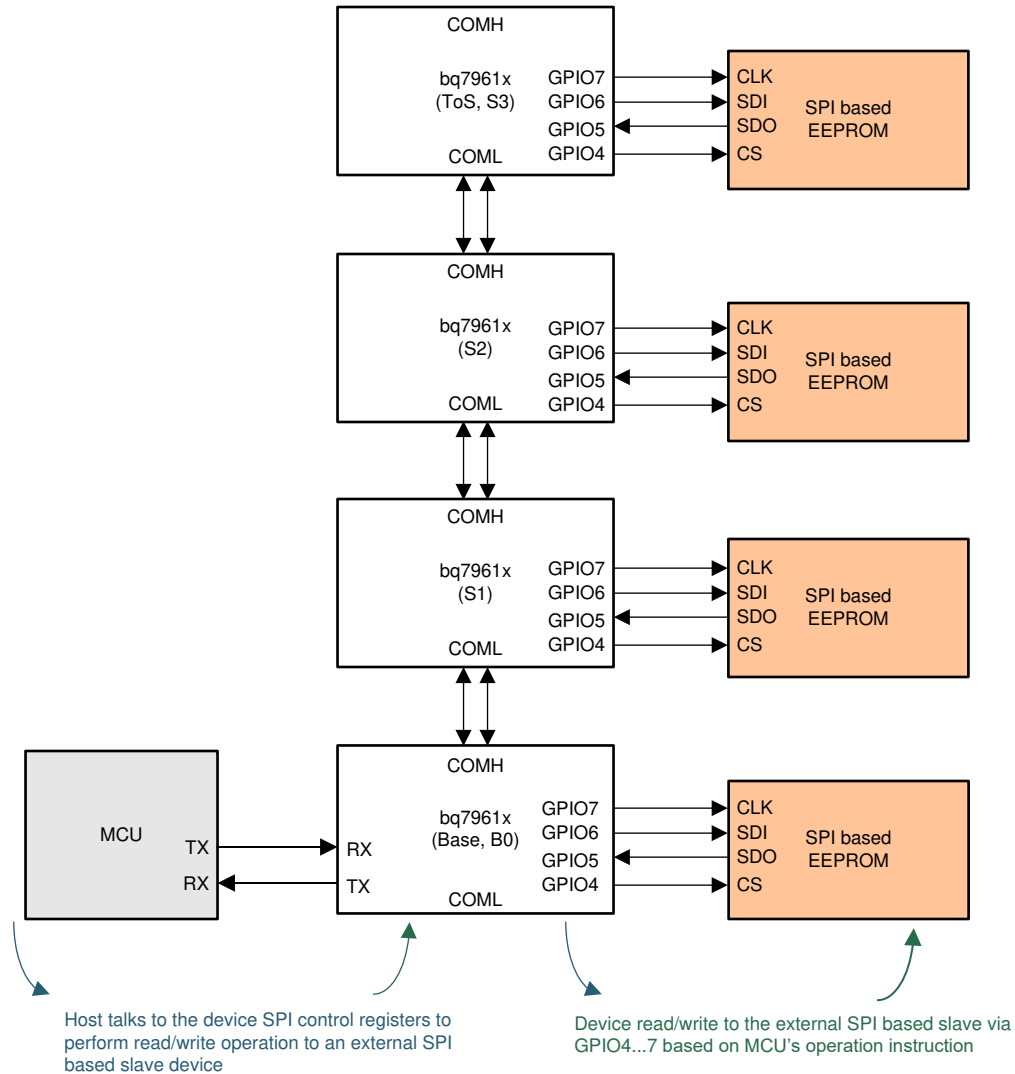 COMH
bq7961x
(ToS, S3)
COML
GPIO7
GPIO6
GPIO5
GPIO4
CLK
SDI
SDO
CS
SPI based
EEPROM
COMH
bq7961x
(S2)
COML
GPIO7
GPIO6
GPIO5
GPIO4
CLK
SDI
SDO
CS
SPI based
EEPROM
COMH
bq7961x
(S1)
COML
GPIO7
GPIO6
GPIO5
GPIO4
CLK
SDI
SDO
CS
SPI based
EEPROM
MCU
TX
RX
RX
TX
COMH
bq7961x
(Base, B0)
COML
GPIO7
GPIO6
GPIO5
GPIO4
CLK
SDI
SDO
CS
SPI based
EEPROM
Host talks to the device SPI control registers to
perform read/write operation to an external SPI
based slave device
Device read/write to the external SPI based slave via
GPIO4...7 based on MCU’s operation instruction